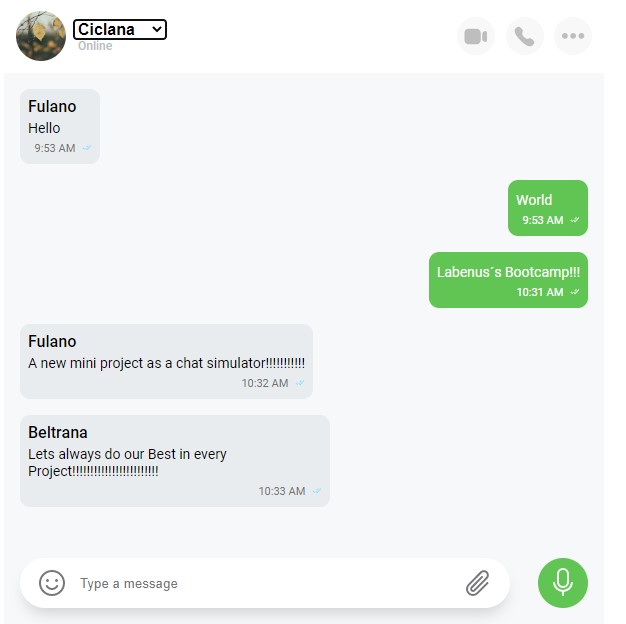 Ciclana
Online
Fulano
Hello
9:53 AM
World
9:53 AM
Labenus´s Bootcamp!!!
10:31 AM
Fulano
A new mini project as a chat simulator!!!!!!!!!!!
10:32 AM
Beltrana
Lets always do our Best in every
Project!!!!!!!!!!!!!!!!!!!!!!!!
10:33 AM
Type a message